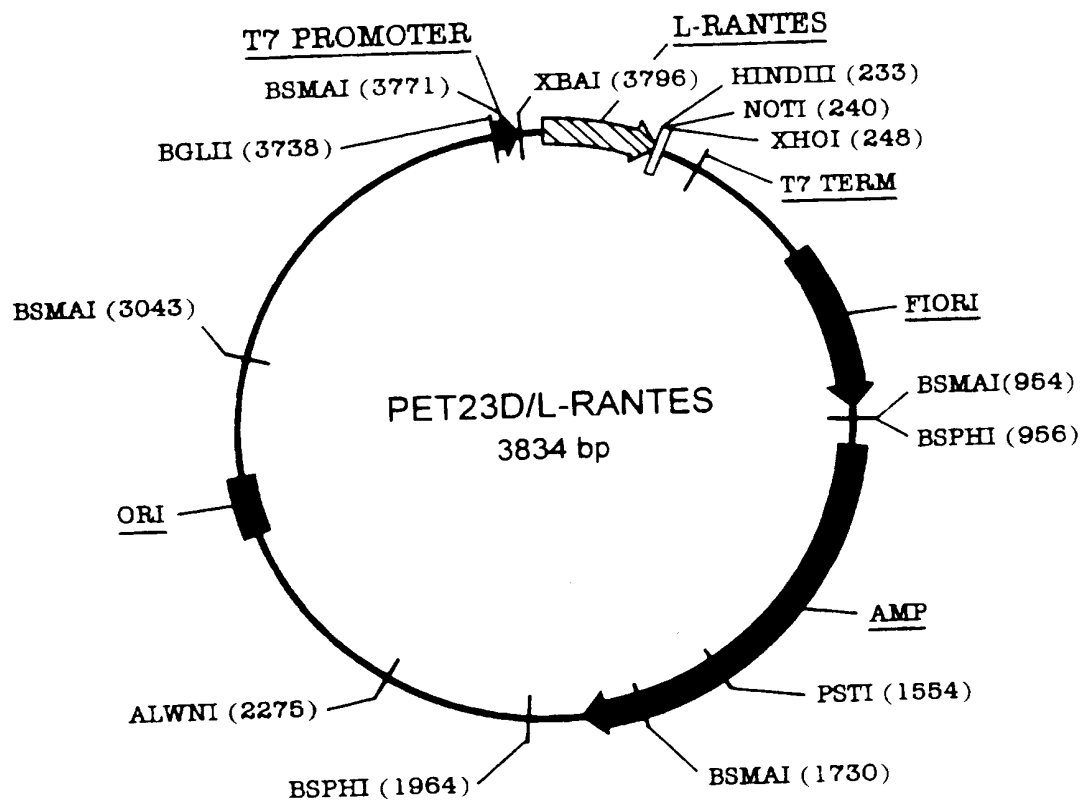 T7 PROMOTER
L-RANTES
BSMAI (3771)
XBAI (3796)
HINDIII (233)
NOTI (240)
XHOI (248)
BGLII (3738)
T7 TERM
BSMAI (3043)
FIORI
BSMAI(954)
BSPHI (956)
PET23D/L-RANTES
3834 bp
ORI
AMP
PSTI (1554)
ALWNI (2275)
BSPHI (1964)
BSMAI (1730)